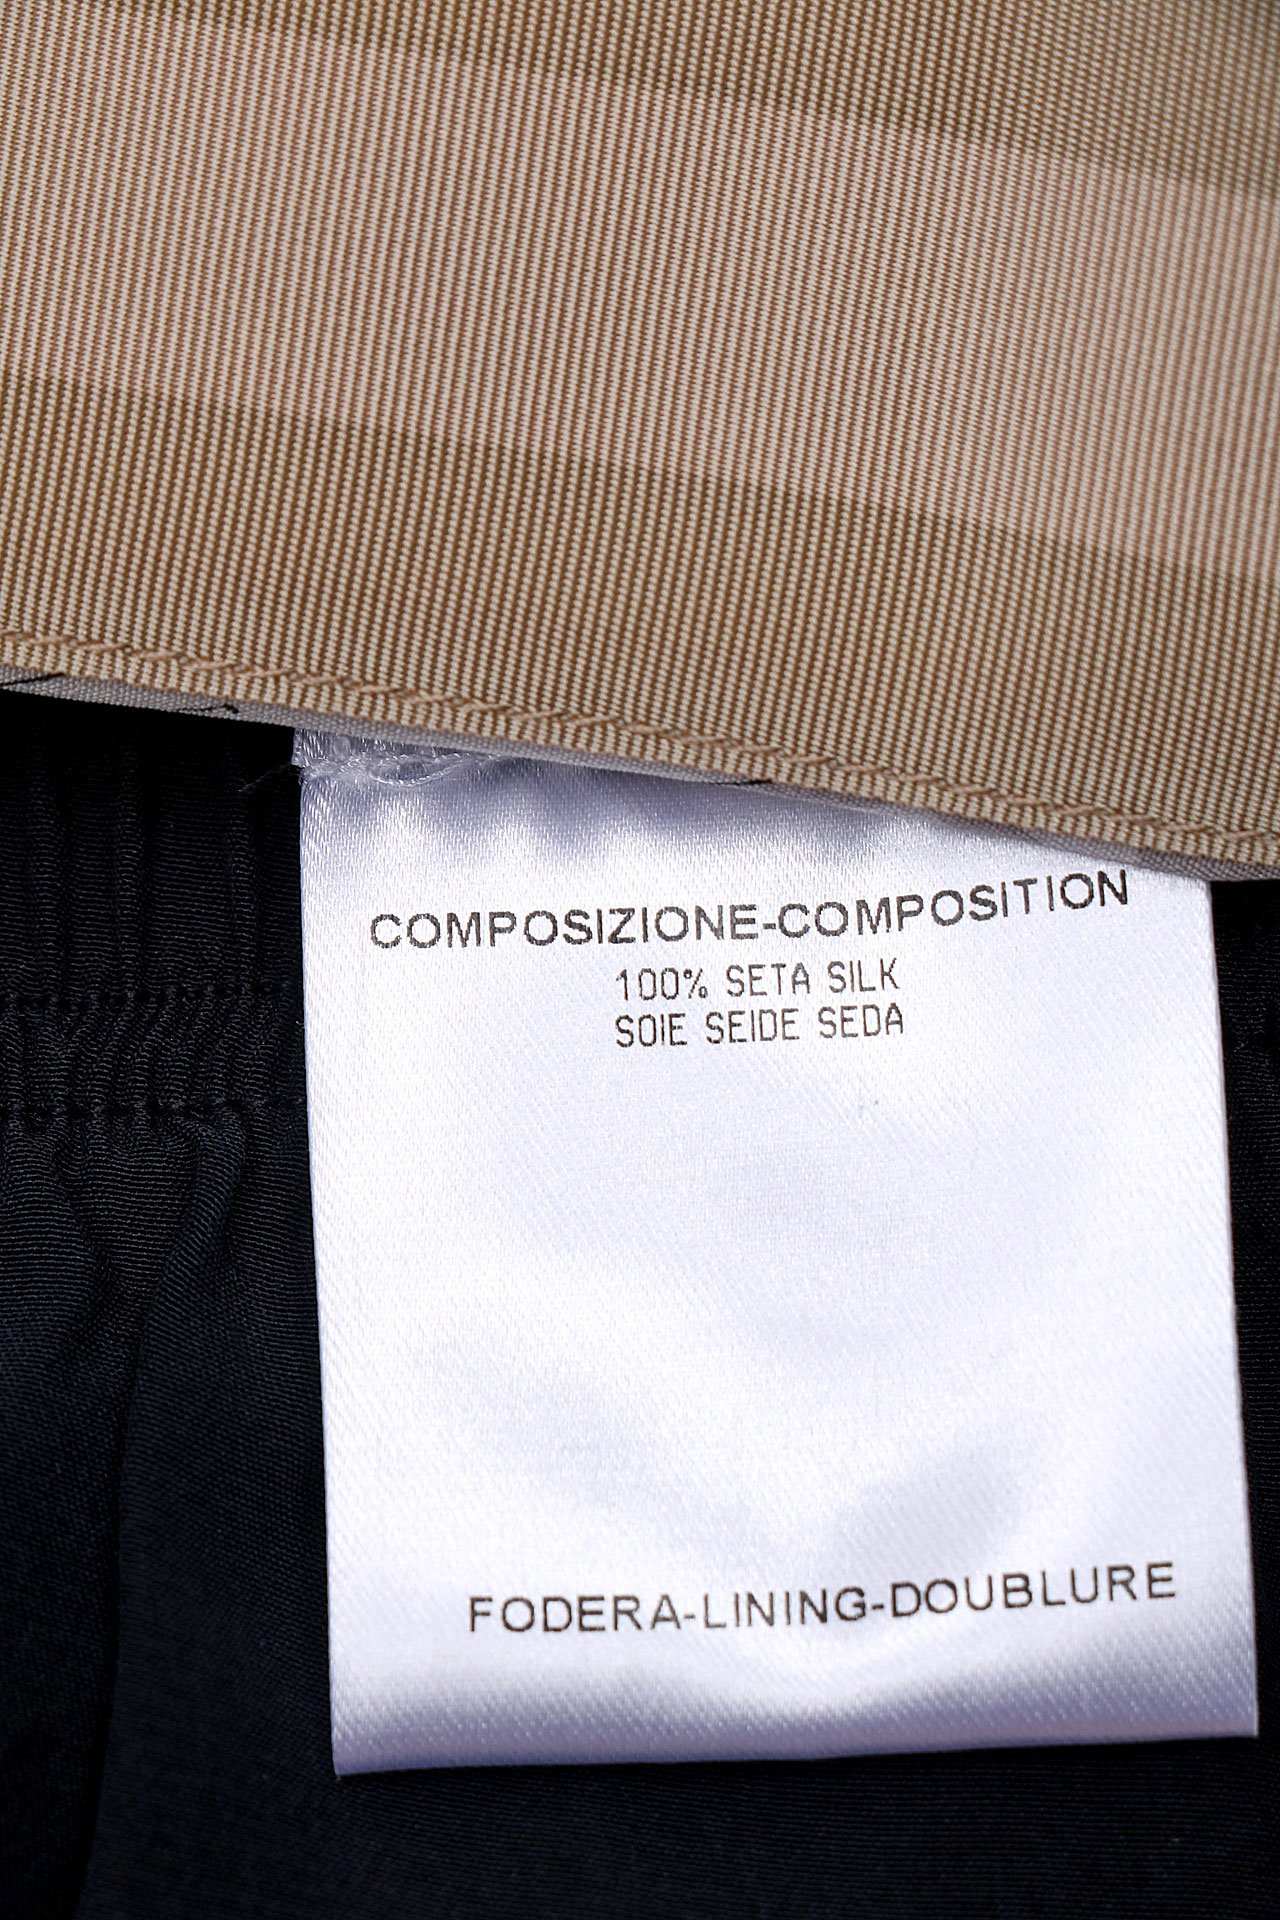 COMPOSIZIONE-COMPOSITION
100% SETA SILK
SOIE SEIDE SEDA
FODERA-LINING-DOUBLURE